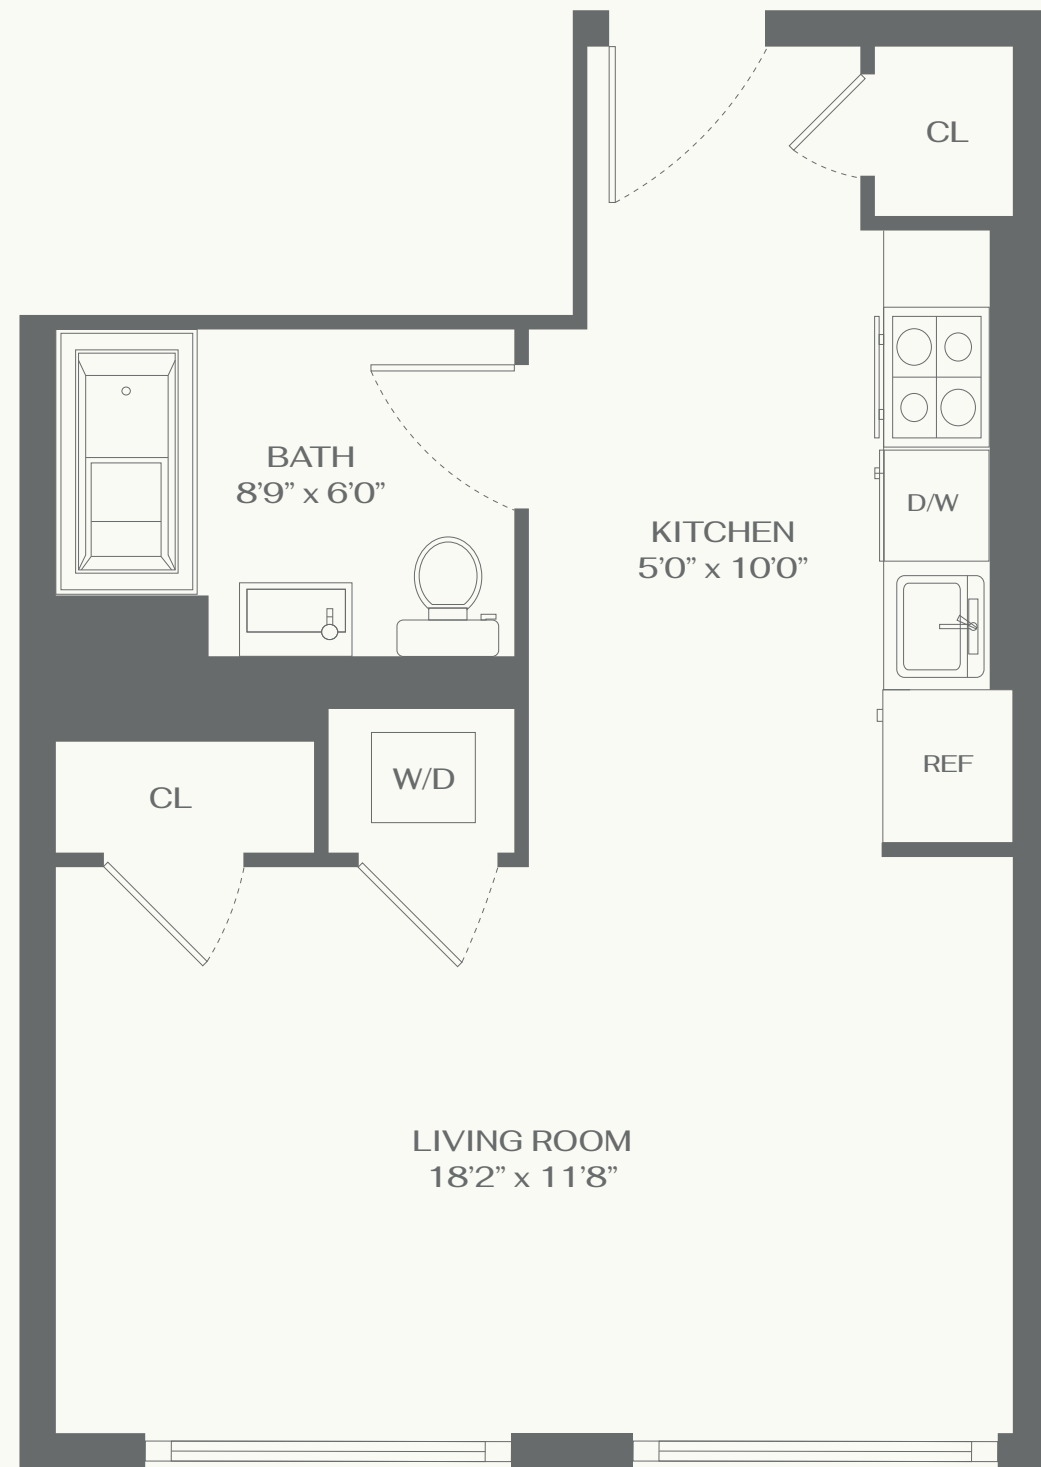 CL
BATH
8’9” x 6’0”
D/W
KITCHEN
5’0” x 10’0”
REF
W/D
CL
LIVING ROOM
18’2” x 11’8”